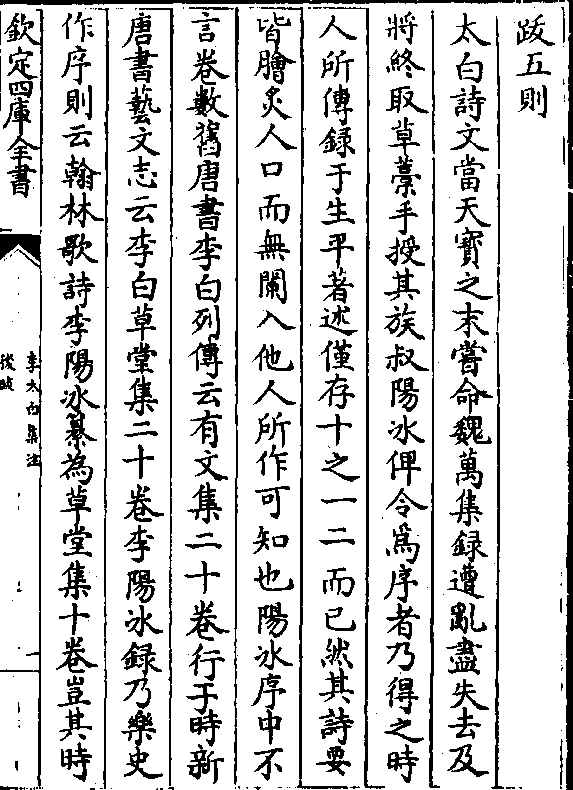 跋五則
太白詩文當天寶之末嘗命魏萬集録遭亂盡失去及
將終取草藁手授其族叔陽冰俾令爲序者乃得之時
人所傳録于生平著述僅存十之一二而已然其詩要
皆膾炙人口而無闌入他人所作可知也陽冰序中不
言卷數舊唐書李白列傳云有文集二十卷行于時新
唐書藝文志云李白草堂集二十卷李陽冰録乃樂史
作序則云翰林歌詩李陽冰纂為草堂集十卷豈其時
欽定四庫全書
李太白集注
後跋
一